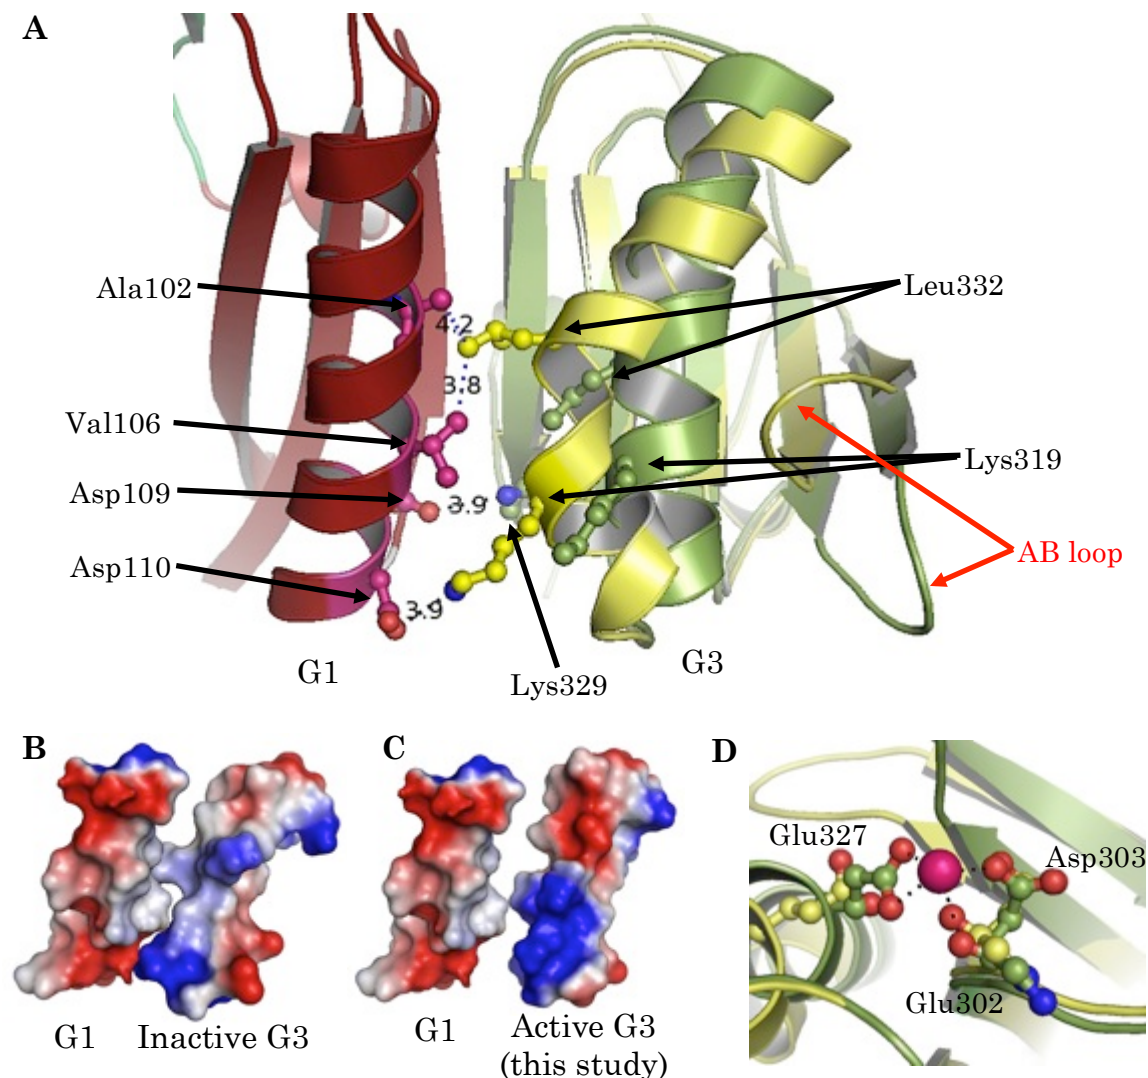 A
Ala102
4.2
Leu332
3.8
Val106
Lys319
Asp109
3.9
AB loop
Asp110
3.9
G1
G3
Lys329
B
C
D
Glu327
Asp303
Glu302
G1
Inactive G3
G1
Active G3
(this study)